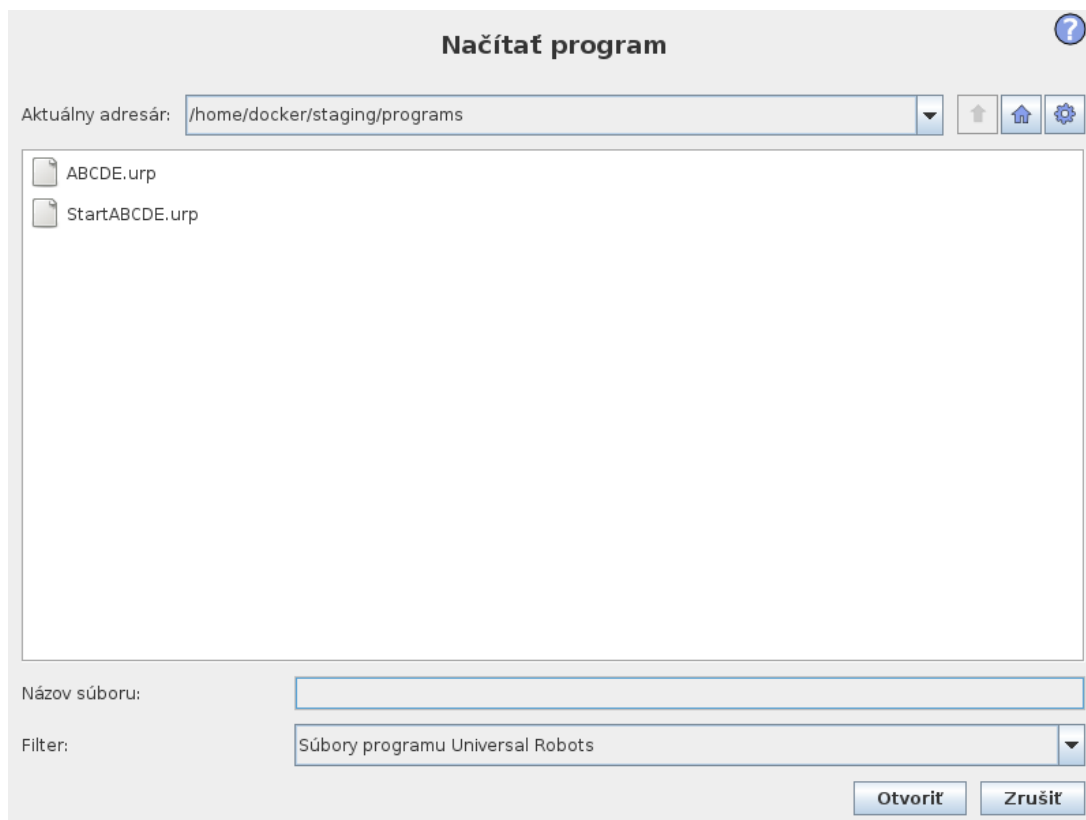 Načítať program
?
Aktuálny adresár: /home/docker/staging/programs
ABCDE.urp
StartABCDE.urp
Názov súboru:
Filter: Súbory programu Universal Robots
Otvoriť Zrušiť